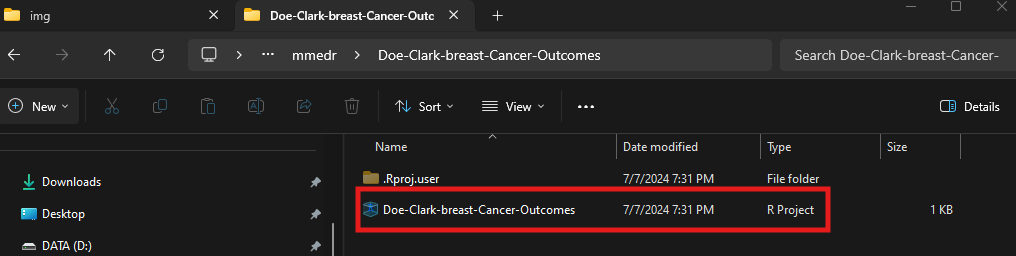 img
Doe-Clark-breast-Cancer-Outc
mmedr Doe-Clark-breast-Cancer-Outcomes Search Doe-Clark-breast-Cancer-
New Sort View Details
Name Date modified Type Size
Downloads .Rproj.user 7/7/2024 7:31 PM File folder
Desktop Doe-Clark-breast-Cancer-Outcomes 7/7/2024 7:31 PM R Project 1 KB
DATA (D:)